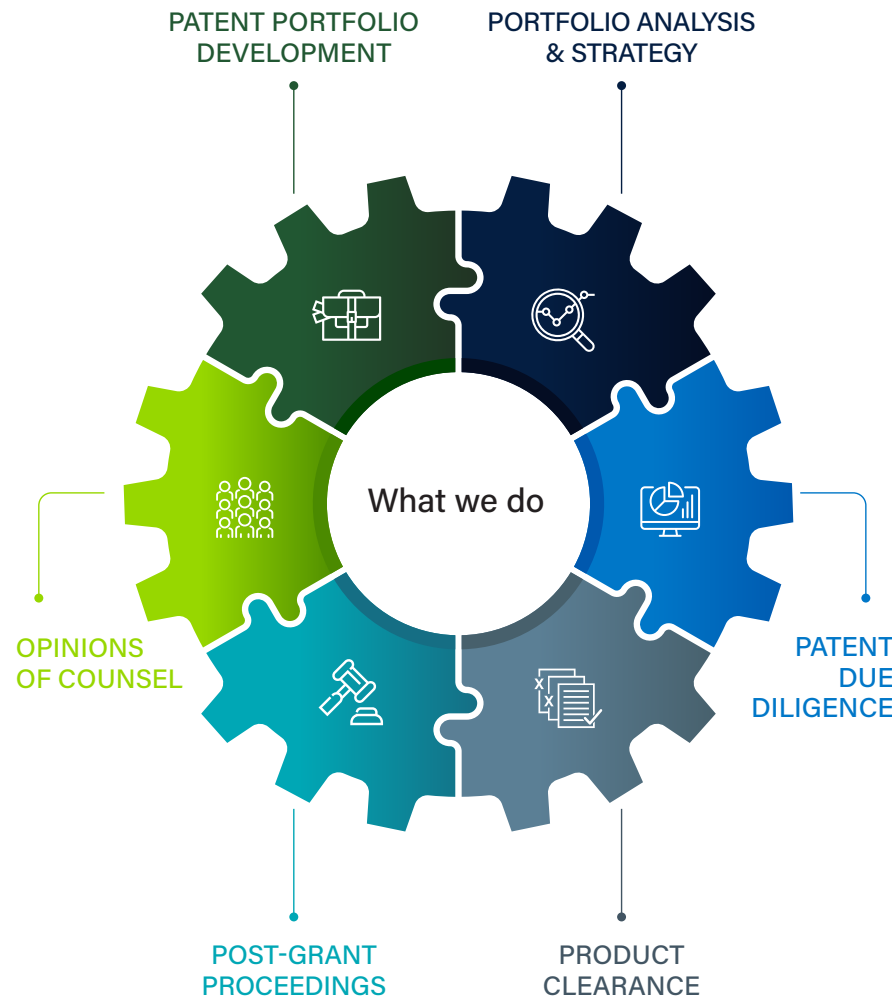 PATENT PORTFOLIO
DEVELOPMENT
PORTFOLIO ANALYSIS
& STRATEGY
What we do
OPINIONS
OF COUNSEL
PATENT
DUE
DILIGENCE
POST-GRANT
PROCEEDINGS
PRODUCT
CLEARANCE
X
X